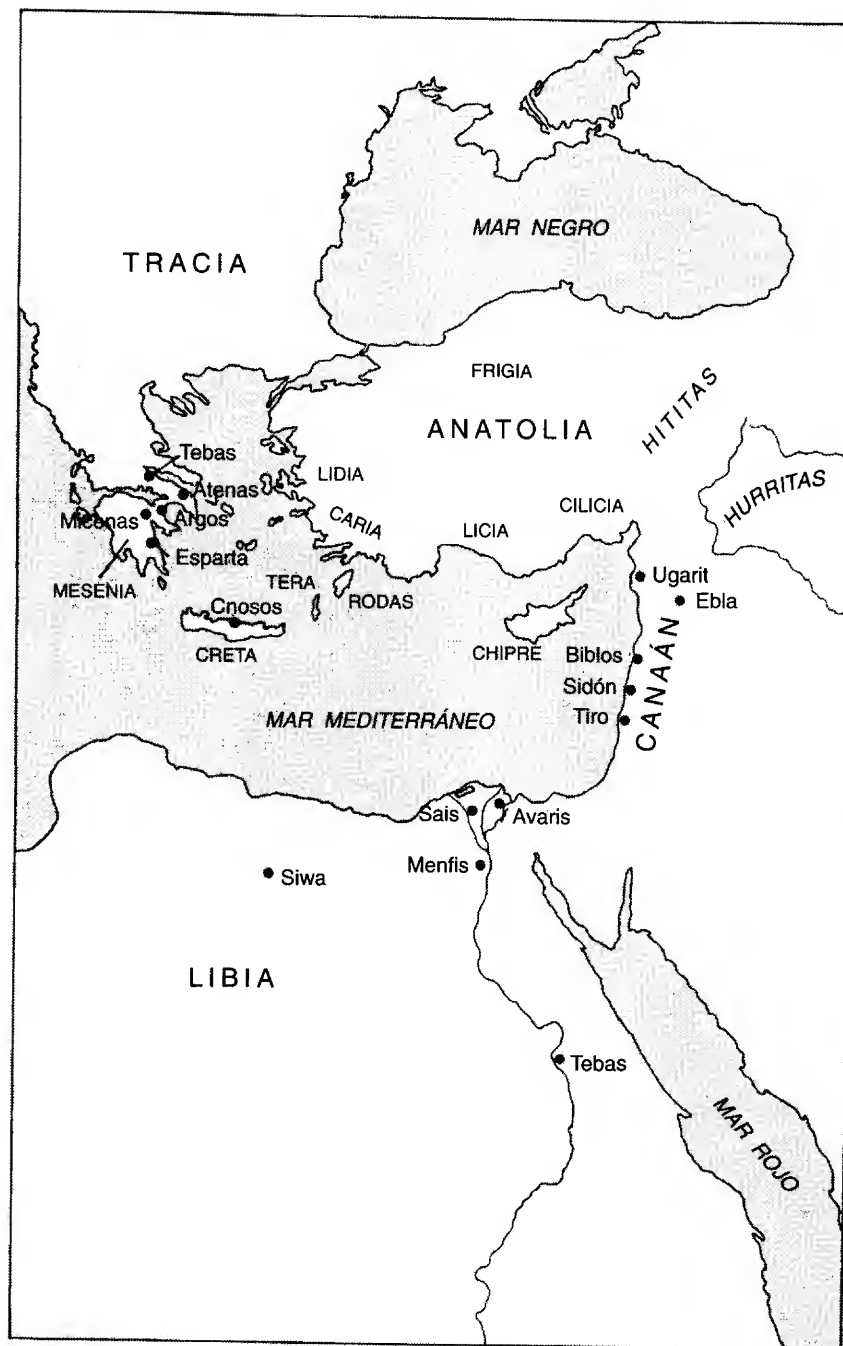 MAR NEGRO
TRACIA
FRIGIA
ANATOLIA
HITITAS
HURRITAS
Tebas
Atenas
LIDIA
Micenas
Argos
CARIA
LICIA
CILICIA
Esparta
MESENIA
TERA
RODAS
Ugarit
Ebla
Cnosos
CRETA
CHIPRE
Biblos
CANAÁN
Sidón
Tiro
MAR MEDITERRÁNEO
Sais
Avaris
Siwa
Menfis
LIBIA
Tebas
MAR ROJO